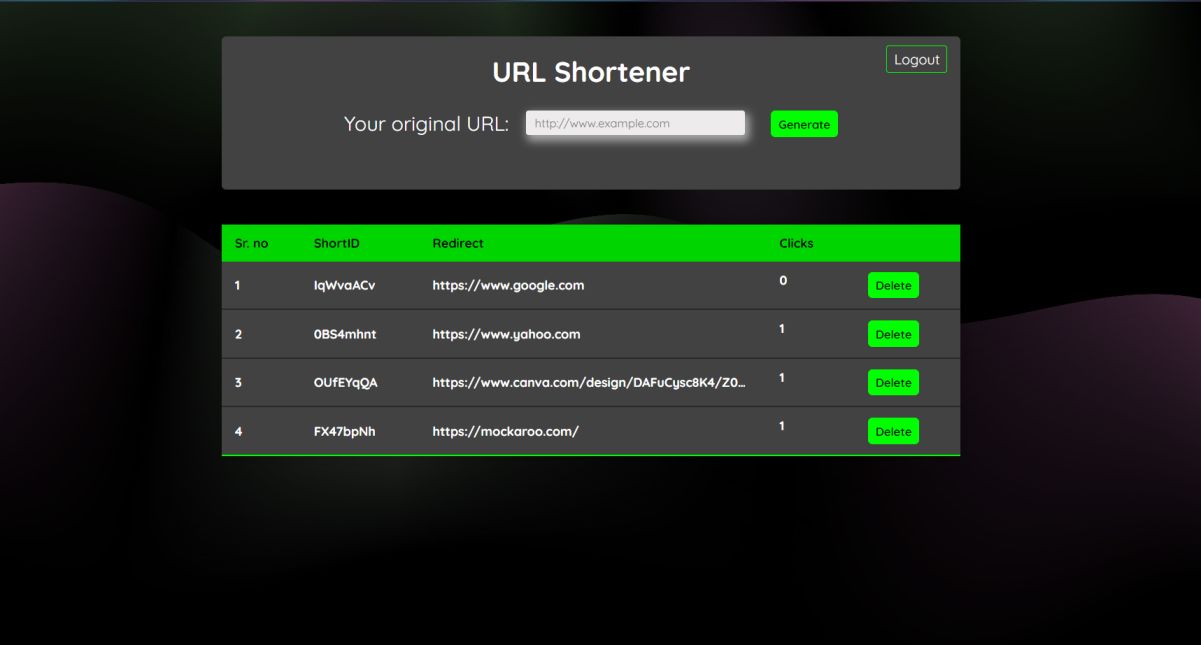 Logout
URL Shortener
Your original URL: http://www.example.com Generate
Sr. no ShortID Redirect Clicks
1 IqWvaACv https://www.google.com 0 Delete
2 0BS4mhnt https://www.yahoo.com 1 Delete
3 OUfEYqQA https://www.canva.com/design/DAFuCysc8K4/Z0... 1 Delete
4 FX47bpNh https://mockaroo.com/ 1 Delete